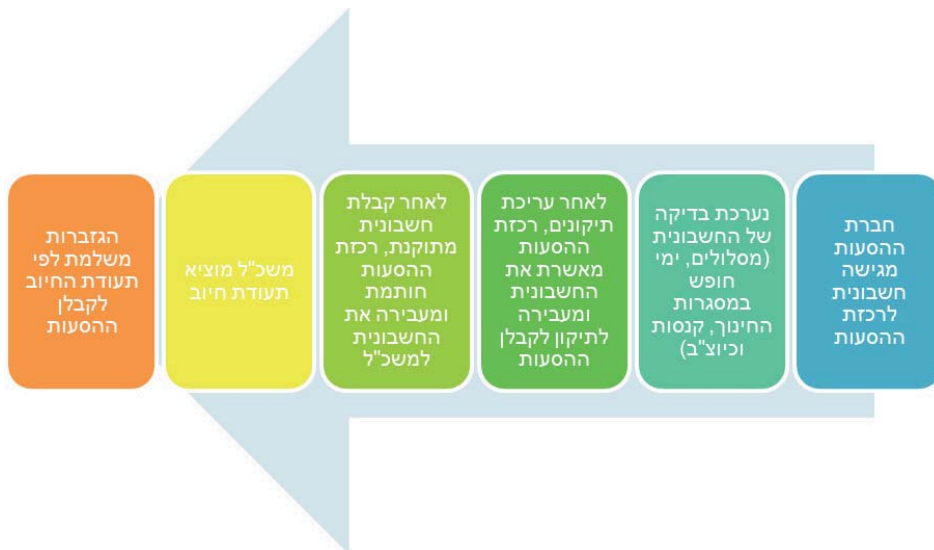 חברת
ההסעות
מגישה
חשבונית
לרכזת
ההסעות
נערכת בדיקה
של החשבונית
(מסלולים, ימי
חופש
במסגרות
החינוך, קנסות
וכיוצ"ב)
לאחר עריכת
תיקונים, רכזת
ההסעות
מאשרת את
החשבונית
ומעבירה
לתיקון לקבלן
ההסעות
לאחר קבלת
חשבונית
מתוקנת, רכזת
ההסעות
חותמת
ומעבירה את
החשבונית
למשכ"ל
משכ"ל מוציא
תעודת חיוב
הגזברות
משלמת לפי
תעודת החיוב
לקבלן
ההסעות